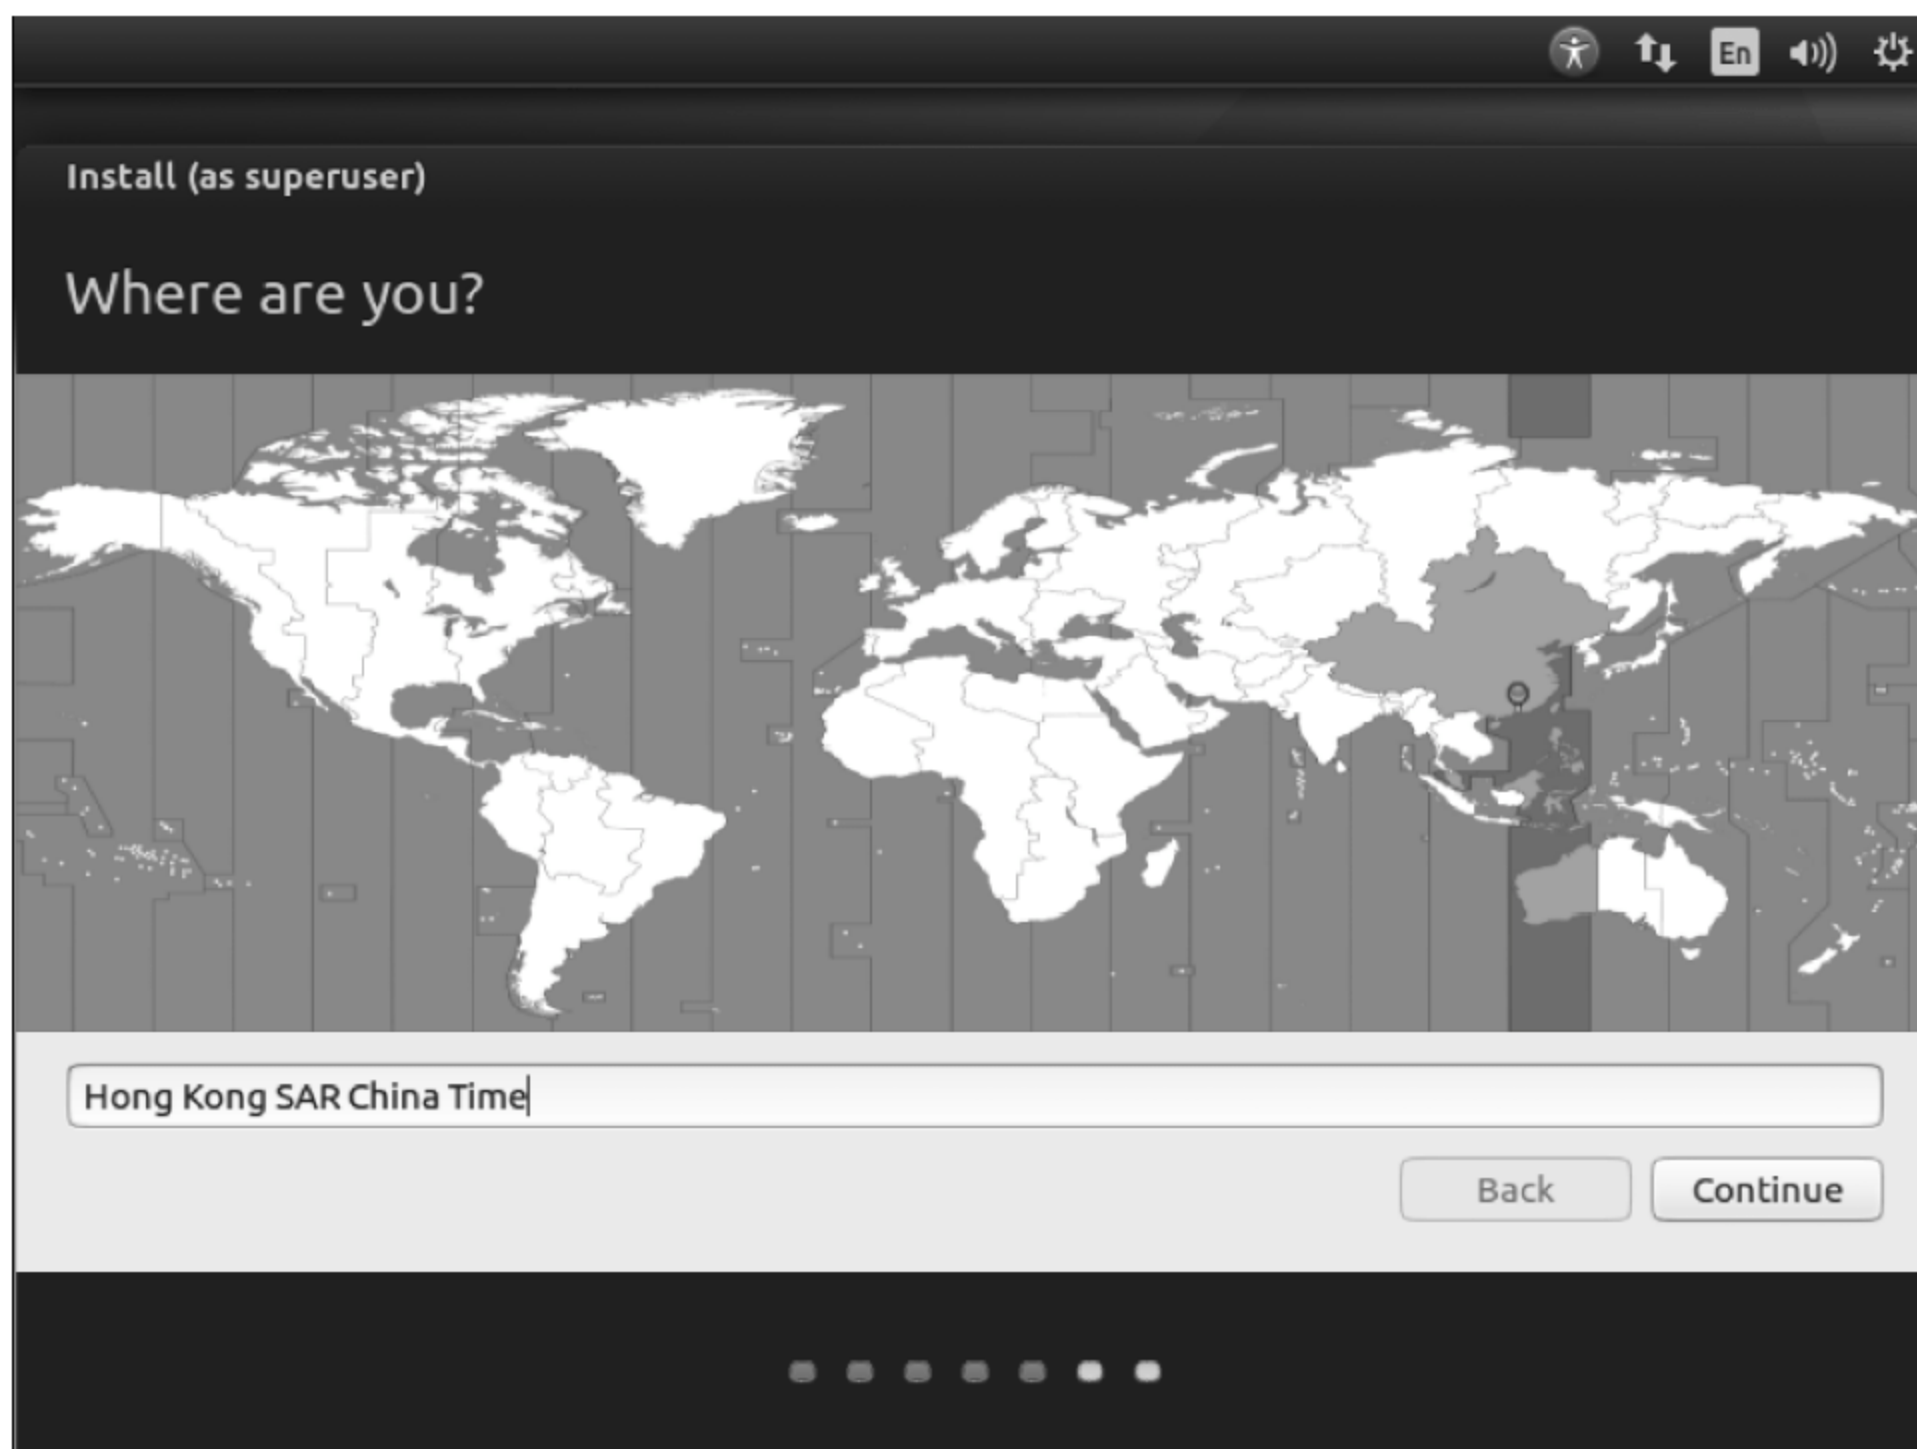 En
Install (as superuser)
Where are you?
Hong Kong SAR China Time
Back
Continue